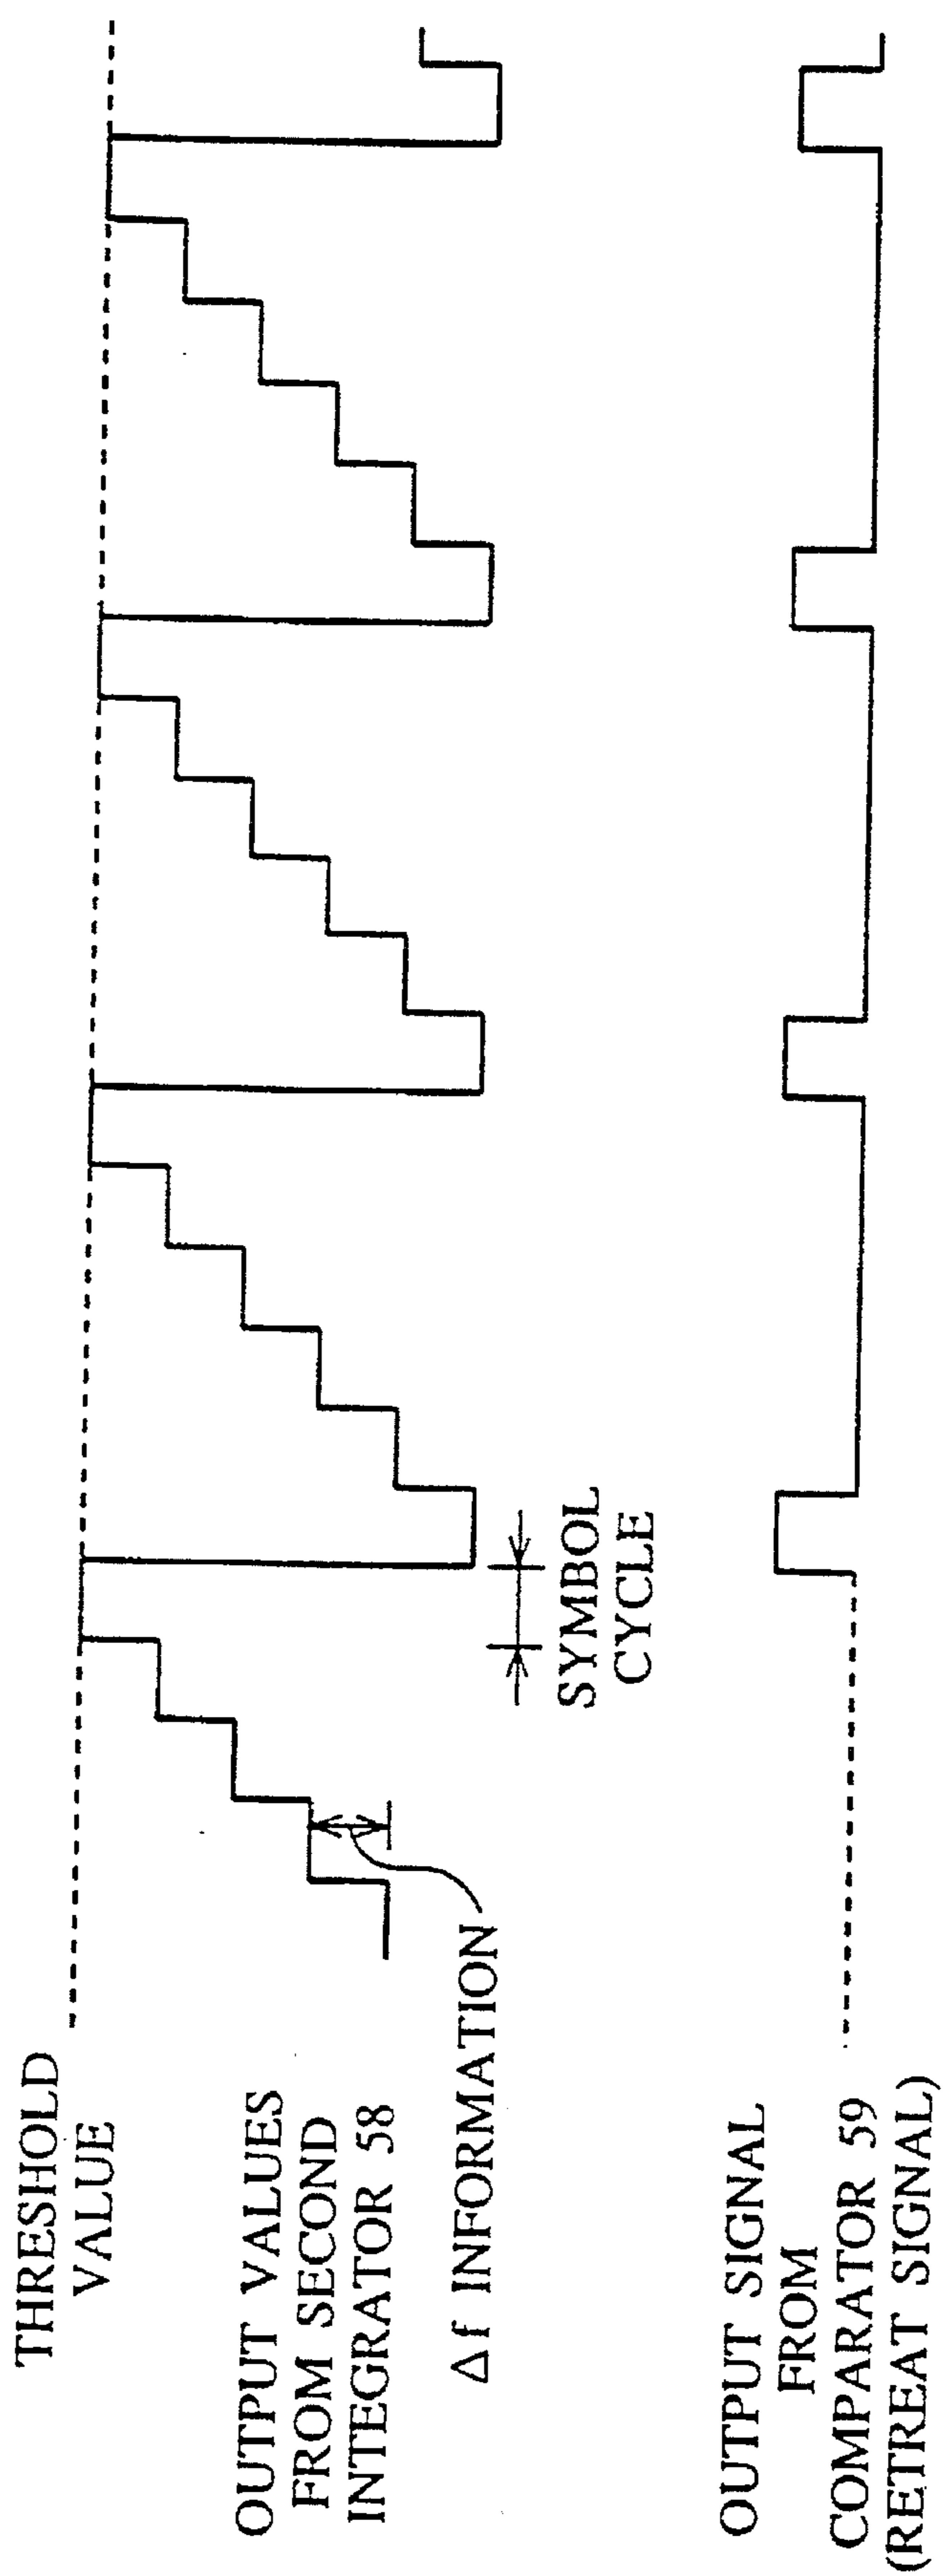 THRESHOLD
VALUE
OUTPUT VALUES
FROM SECOND
INTEGRATOR 58
Δf INFORMATION
SYMBOL
CYCLE
OUTPUT SIGNAL
FROM
COMPARATOR 59
(RETREAT SIGNAL)